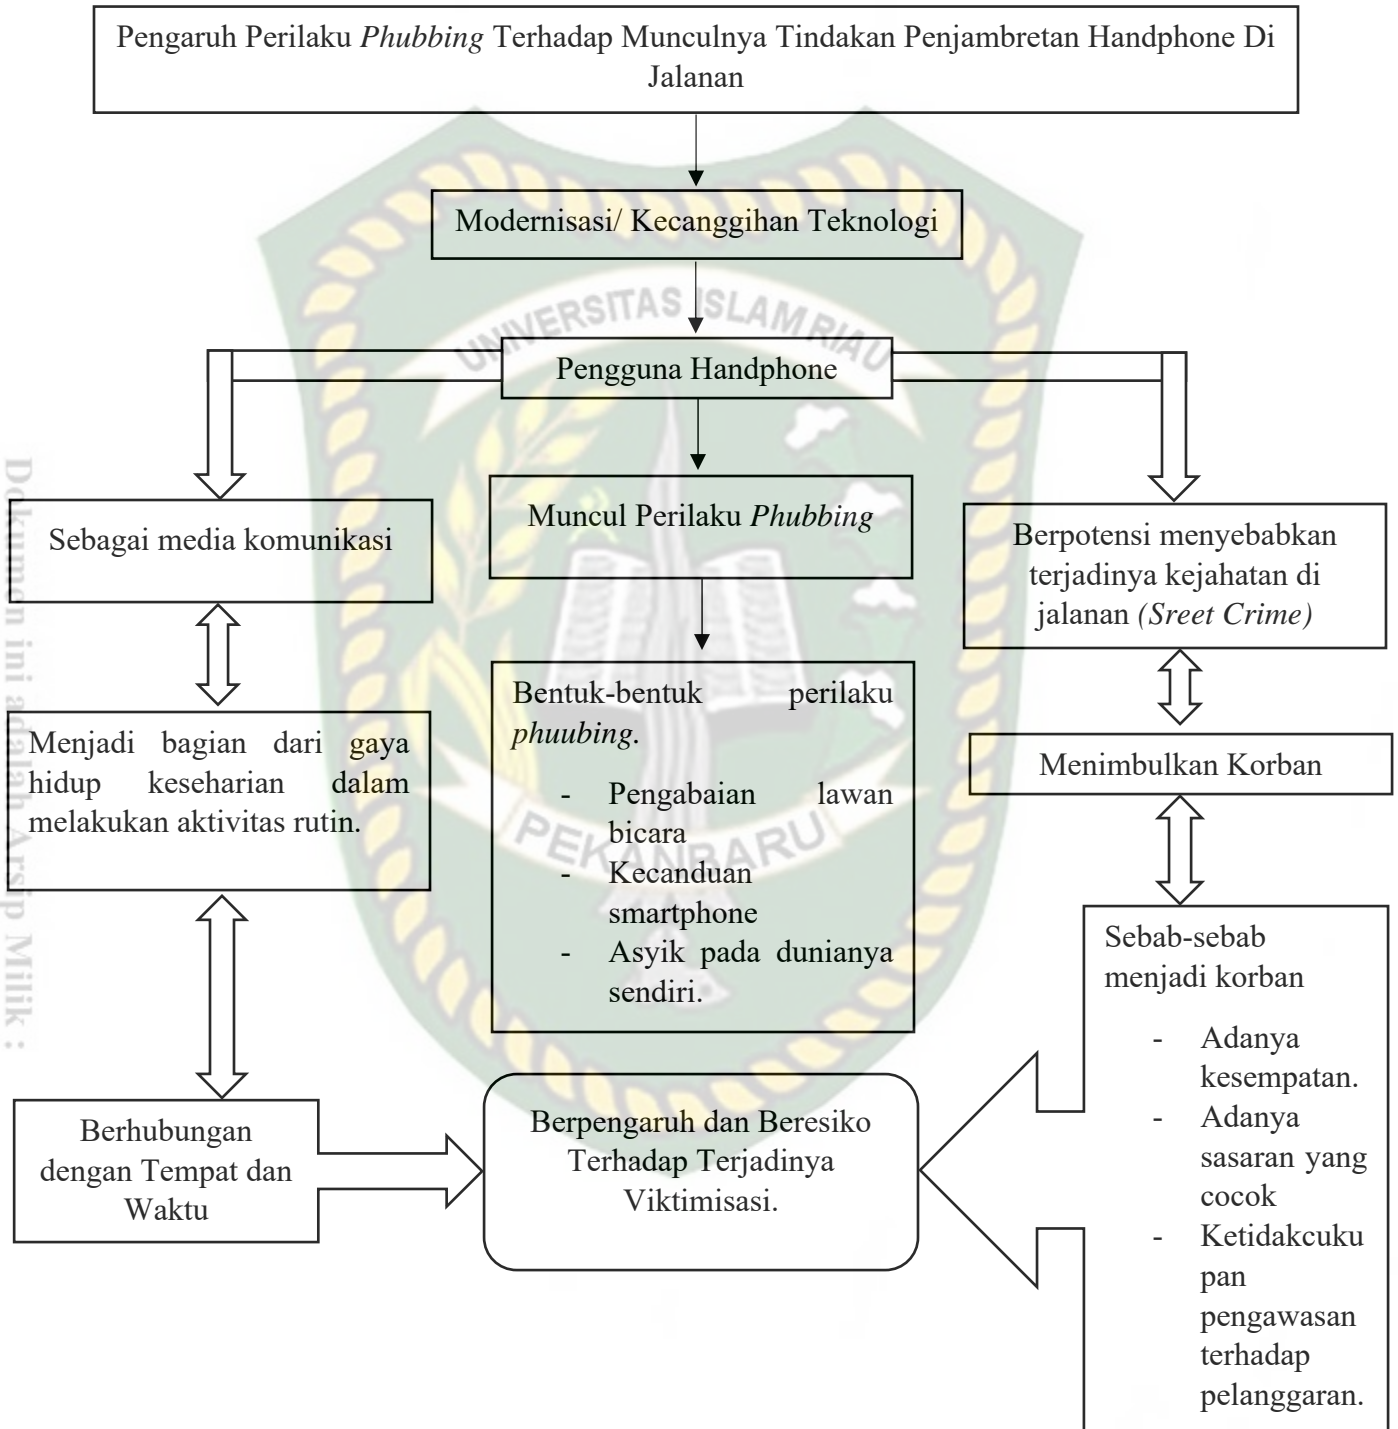 Pengaruh Perilaku Phubbing Terhadap Munculnya Tindakan Penjambretan Handphone Di
Jalanan
Modernisasi/ Kecanggihan Teknologi
UNIVERSITAS ISLAM RIAU
Pengguna Handphone
Sebagai media komunikasi
Muncul Perilaku Phubbing
Berpotensi menyebabkan
terjadinya kejahatan di
jalanan (Sreet Crime)
Menjadi bagian dari gaya
hidup keseharian dalam
melakukan aktivitas rutin.
Bentuk-bentuk perilaku
phuubing.
- Pengabaian lawan
bicara
- Kecanduan
smartphone
- Asyik pada dunianya
sendiri.
PEKANBARU
Menimbulkan Korban
Sebab-sebab
menjadi korban
- Adanya
kesempatan.
- Adanya
sasaran yang
cocok
- Ketidakcuku
pan
pengawasan
terhadap
pelanggaran.
Berhubungan
dengan Tempat dan
Waktu
Berpengaruh dan Beresiko
Terhadap Terjadinya
Viktimisasi.
Dokumen ini adalah Arsip Milik :